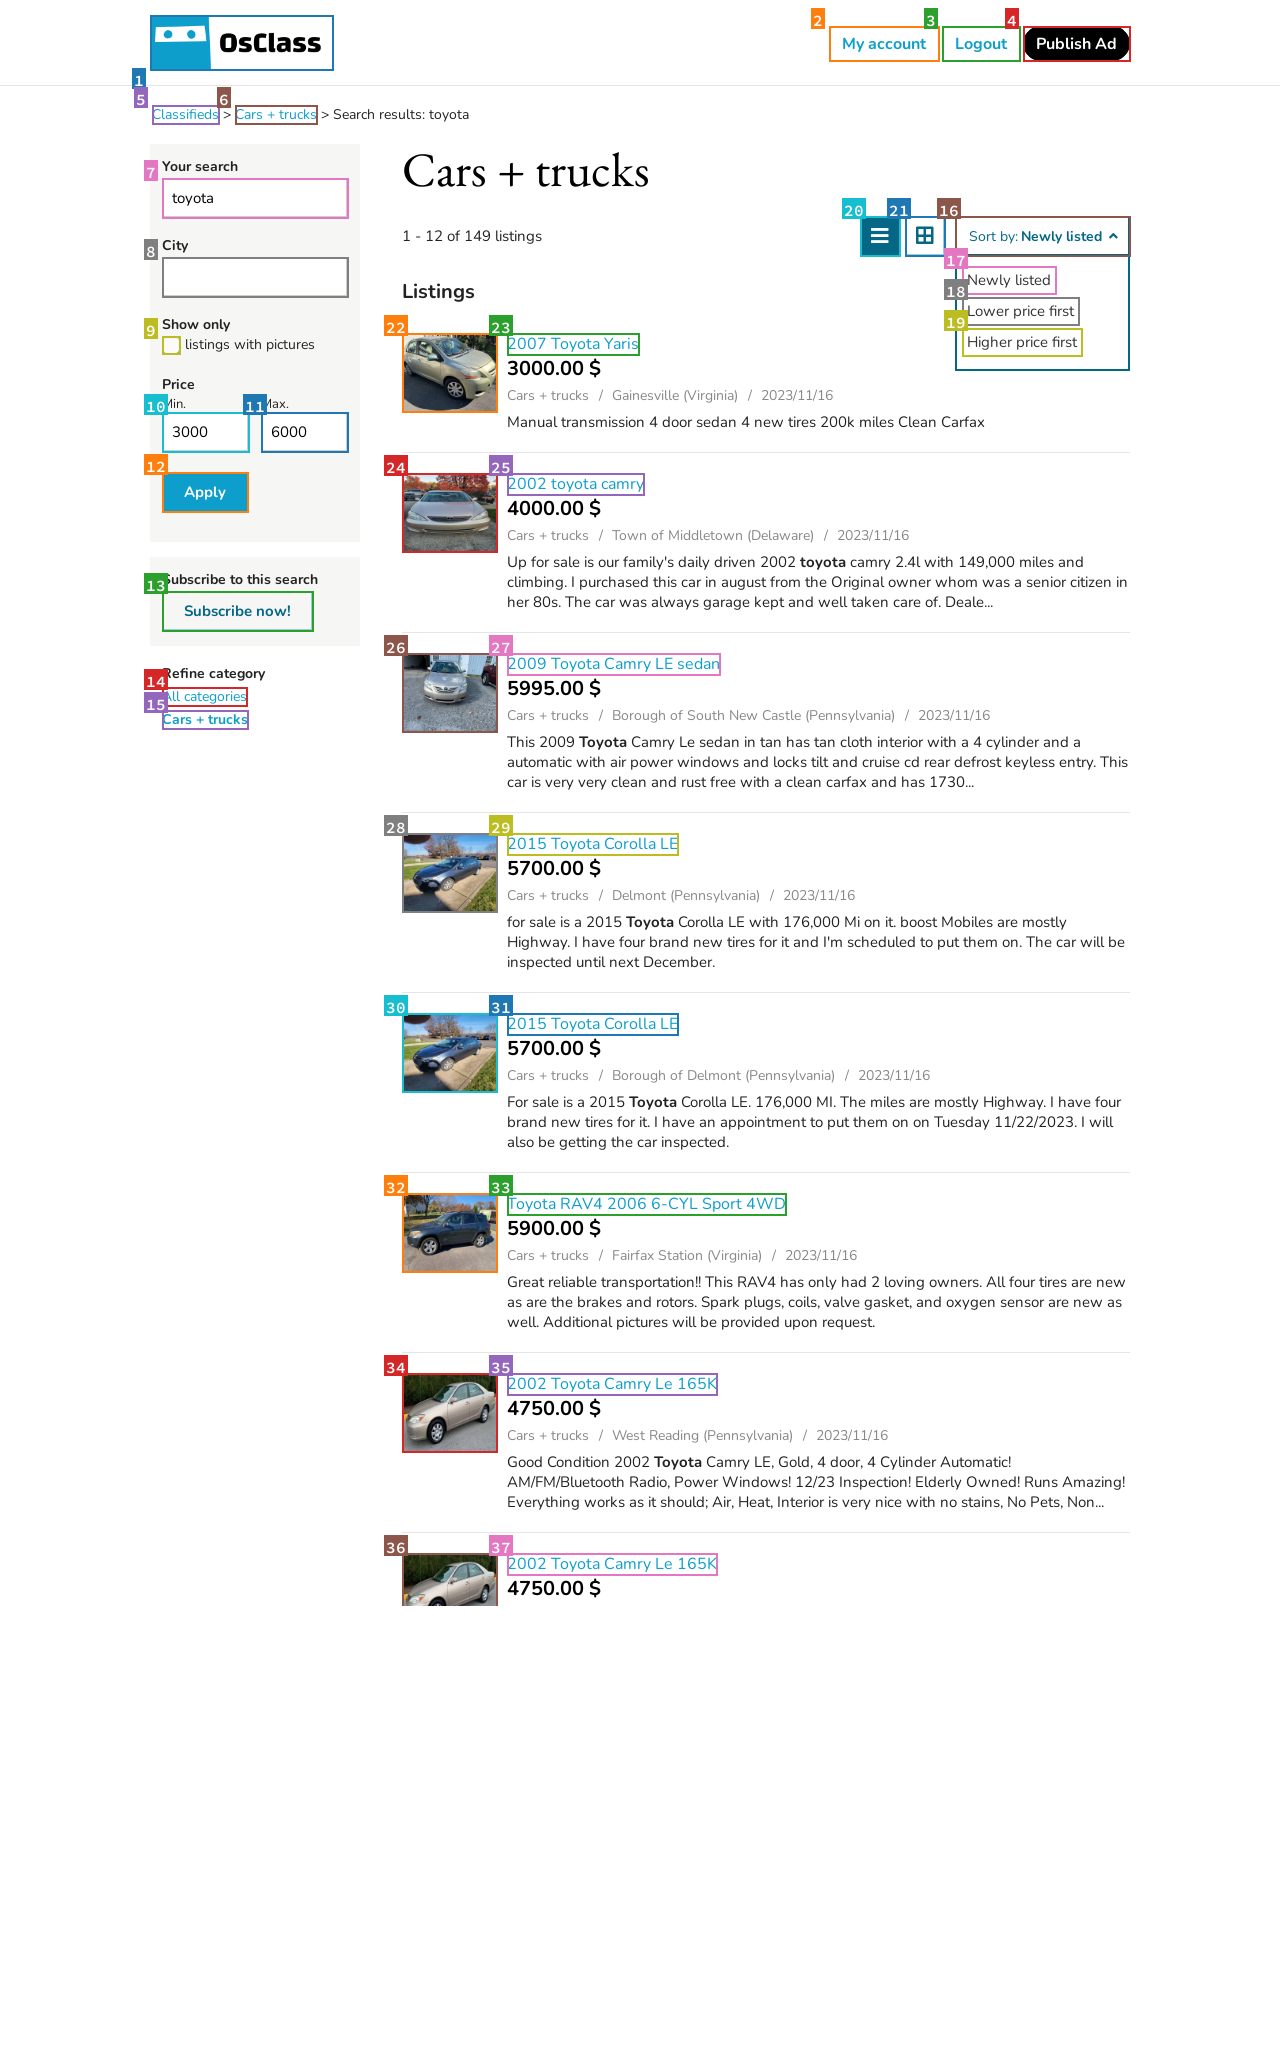 OsClass
2 My account 3 Logout 4 Publish Ad
1
5 Classifieds > 6 Cars + trucks > Search results: toyota
7 Your search
toyota
8 City
9 Show only
listings with pictures
Price
10 Min. 11 Max.
3000 6000
12 Apply
13 Subscribe to this search
Subscribe now!
14 Refine category
All categories
15 Cars + trucks
Cars + trucks
1 - 12 of 149 listings
20 21 16 Sort by: Newly listed
17 Newly listed
18 Lower price first
19 Higher price first
Listings
22 23 2007 Toyota Yaris
3000.00 $
Cars + trucks / Gainesville (Virginia) / 2023/11/16
Manual transmission 4 door sedan 4 new tires 200k miles Clean Carfax
24 25 2002 toyota camry
4000.00 $
Cars + trucks / Town of Middletown (Delaware) / 2023/11/16
Up for sale is our family's daily driven 2002 toyota camry 2.4l with 149,000 miles and
climbing. I purchased this car in august from the Original owner whom was a senior citizen in
her 80s. The car was always garage kept and well taken care of. Deale...
26 27 2009 Toyota Camry LE sedan
5995.00 $
Cars + trucks / Borough of South New Castle (Pennsylvania) / 2023/11/16
This 2009 Toyota Camry Le sedan in tan has tan cloth interior with a 4 cylinder and a
automatic with air power windows and locks tilt and cruise cd rear defrost keyless entry. This
car is very very clean and rust free with a clean carfax and has 1730...
28 29 2015 Toyota Corolla LE
5700.00 $
Cars + trucks / Delmont (Pennsylvania) / 2023/11/16
for sale is a 2015 Toyota Corolla LE with 176,000 Mi on it. boost Mobiles are mostly
Highway. I have four brand new tires for it and I'm scheduled to put them on. The car will be
inspected until next December.
30 31 2015 Toyota Corolla LE
5700.00 $
Cars + trucks / Borough of Delmont (Pennsylvania) / 2023/11/16
For sale is a 2015 Toyota Corolla LE. 176,000 MI. The miles are mostly Highway. I have four
brand new tires for it. I have an appointment to put them on on Tuesday 11/22/2023. I will
also be getting the car inspected.
32 33 Toyota RAV4 2006 6-CYL Sport 4WD
5900.00 $
Cars + trucks / Fairfax Station (Virginia) / 2023/11/16
Great reliable transportation!! This RAV4 has only had 2 loving owners. All four tires are new
as are the brakes and rotors. Spark plugs, coils, valve gasket, and oxygen sensor are new as
well. Additional pictures will be provided upon request.
34 35 2002 Toyota Camry Le 165K
4750.00 $
Cars + trucks / West Reading (Pennsylvania) / 2023/11/16
Good Condition 2002 Toyota Camry LE, Gold, 4 door, 4 Cylinder Automatic!
AM/FM/Bluetooth Radio, Power Windows! 12/23 Inspection! Elderly Owned! Runs Amazing!
Everything works as it should; Air, Heat, Interior is very nice with no stains, No Pets, Non...
36 37 2002 Toyota Camry Le 165K
4750.00 $